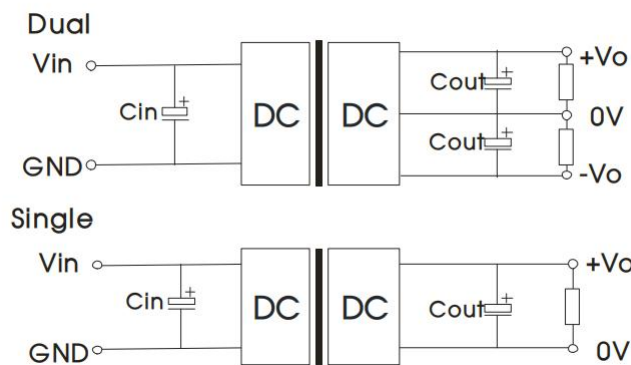 Dual
Vin
+
Cin
GND
DC
DC
+
Cout
+
Cout
+Vo
0V
-Vo
Single
Vin
+
Cin
GND
DC
DC
+
Cout
+Vo
0V